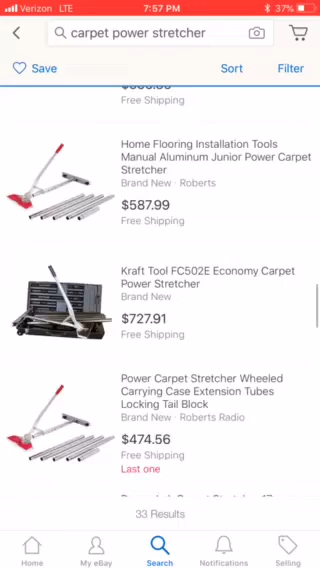 Verizon LTE 7:57 PM 37%
carpet power stretcher
Save Sort Filter
Free Shipping
Home Flooring Installation Tools
Manual Aluminum Junior Power Carpet
Stretcher
Brand New · Roberts
$587.99
Free Shipping
Kraft Tool FC502E Economy Carpet
Power Stretcher
Brand New
$727.91
Free Shipping
Power Carpet Stretcher Wheeled
Carrying Case Extension Tubes
Locking Tail Block
Brand New · Roberts Radio
$474.56
Free Shipping
Last one
33 Results
Home My eBay Search Notifications Selling